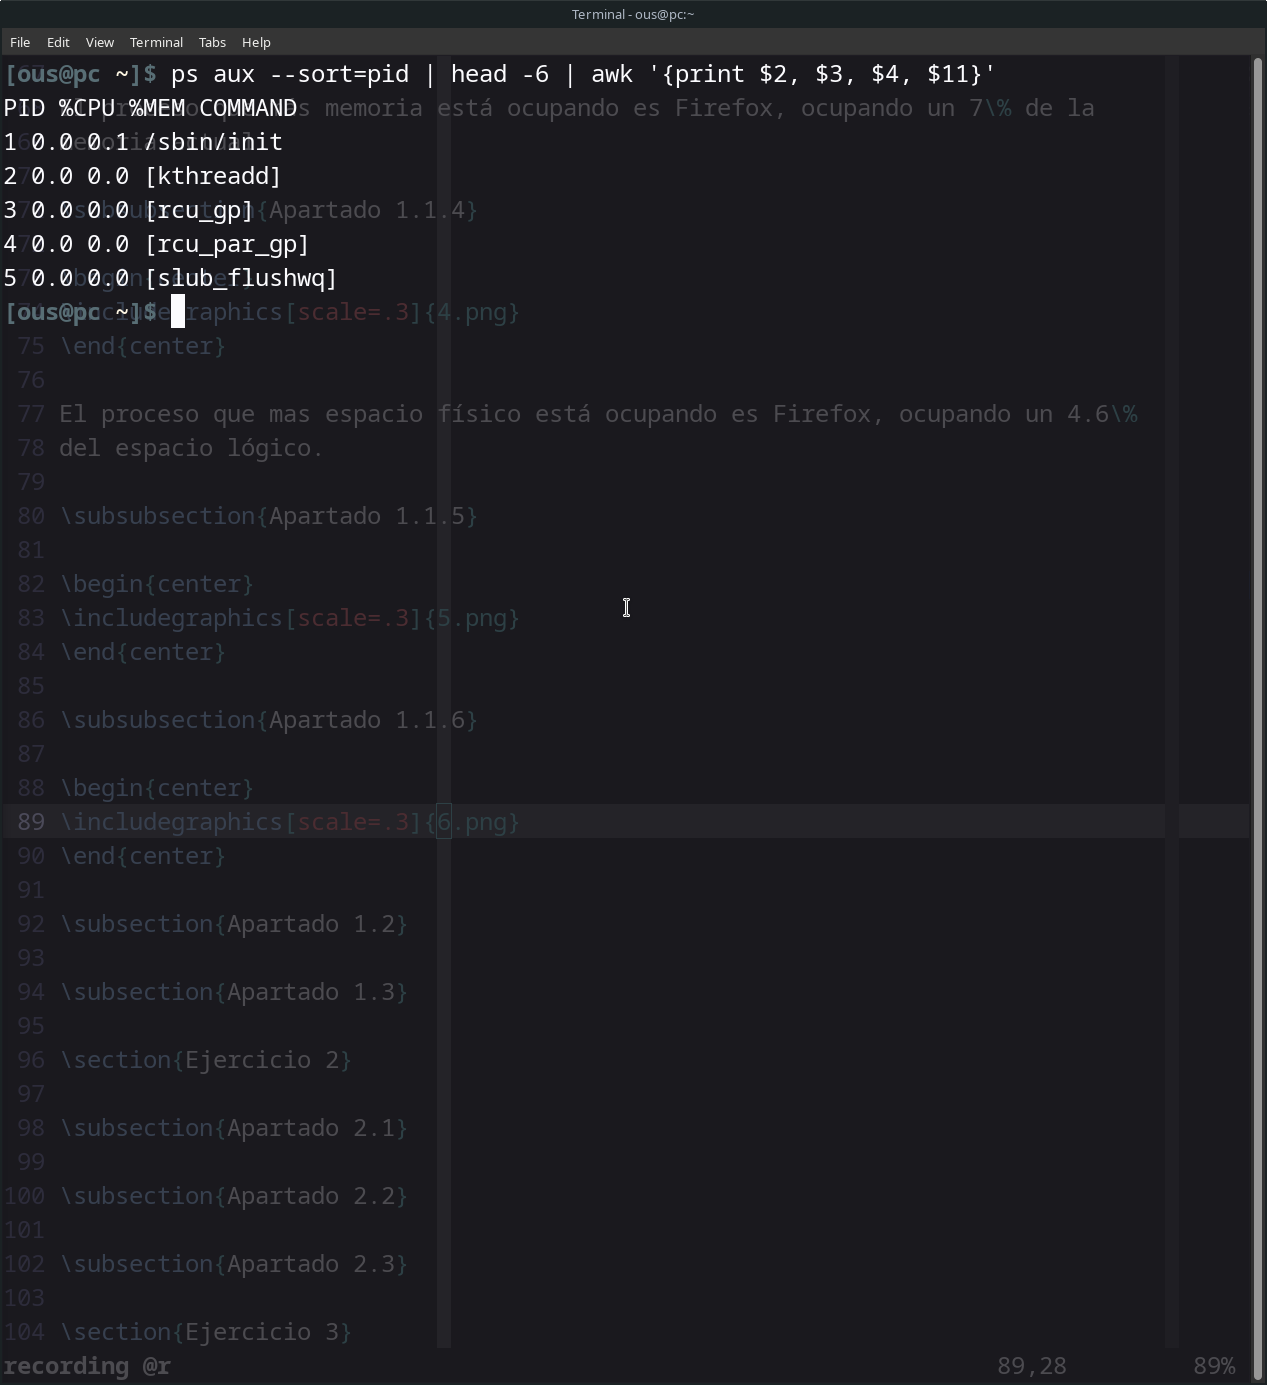 Terminal - ous@pc:~
File Edit View Terminal Tabs Help
[ous@pc ~]$ ps aux --sort=pid | head -6 | awk '{print $2, $3, $4, $11}'
PID %CPU %MEM COMMAND
memoria está ocupando es Firefox, ocupando un 7\% de la
1 0.0 0.1 /sbin/init
2 0.0 0.0 [kthreadd]
3 0.0 0.0 [rcu_gp]
{Apartado 1.1.4}
4 0.0 0.0 [rcu_par_gp]
5 0.0 0.0 [slub_flushwq]
[ous@pc ~]$
[scale=.3]{4.png}
75 \end{center}
76
77 El proceso que mas espacio físico está ocupando es Firefox, ocupando un 4.6\%
78 del espacio lógico.
79
80 \subsubsection{Apartado 1.1.5}
81
82 \begin{center}
83 \includegraphics[scale=.3]{5.png}
84 \end{center}
85
86 \subsubsection{Apartado 1.1.6}
87
88 \begin{center}
89 \includegraphics[scale=.3]{6.png}
90 \end{center}
91
92 \subsection{Apartado 1.2}
93
94 \subsection{Apartado 1.3}
95
96 \section{Ejercicio 2}
97
98 \subsection{Apartado 2.1}
99
100 \subsection{Apartado 2.2}
101
102 \subsection{Apartado 2.3}
103
104 \section{Ejercicio 3}
recording @r 89,28 89%